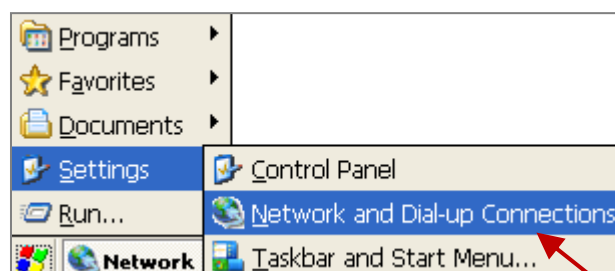 Programs
Favorites
Documents
Settings
Control Panel
Run...
Network and Dial-up Connections
Network
Taskbar and Start Menu...